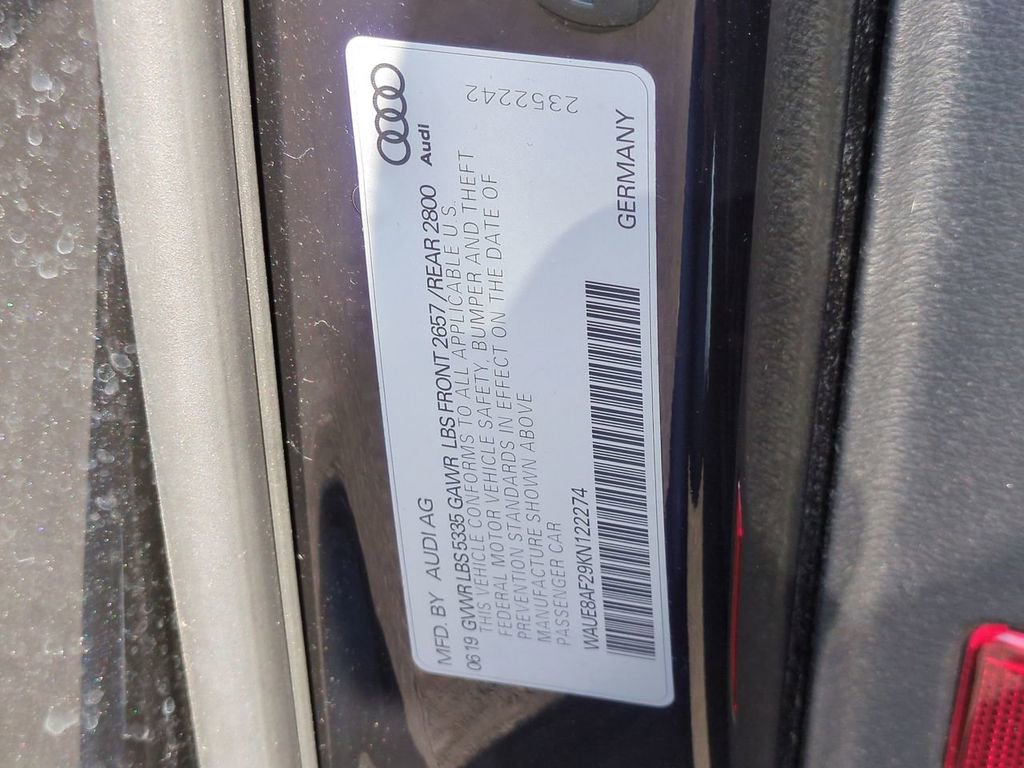 MFD. BY AUDI AG
Audi
06 19 GVWR LBS 5335 GAWR LBS FRONT 2657 / REAR 2800
THIS VEHICLE CONFORMS TO ALL APPLICABLE U.S.
FEDERAL MOTOR VEHICLE SAFETY, BUMPER AND THEFT
PREVENTION STANDARDS IN EFFECT ON THE DATE OF
MANUFACTURE SHOWN ABOVE
PASSENGER CAR
2352242
WAUE8AF29KN122274
GERMANY